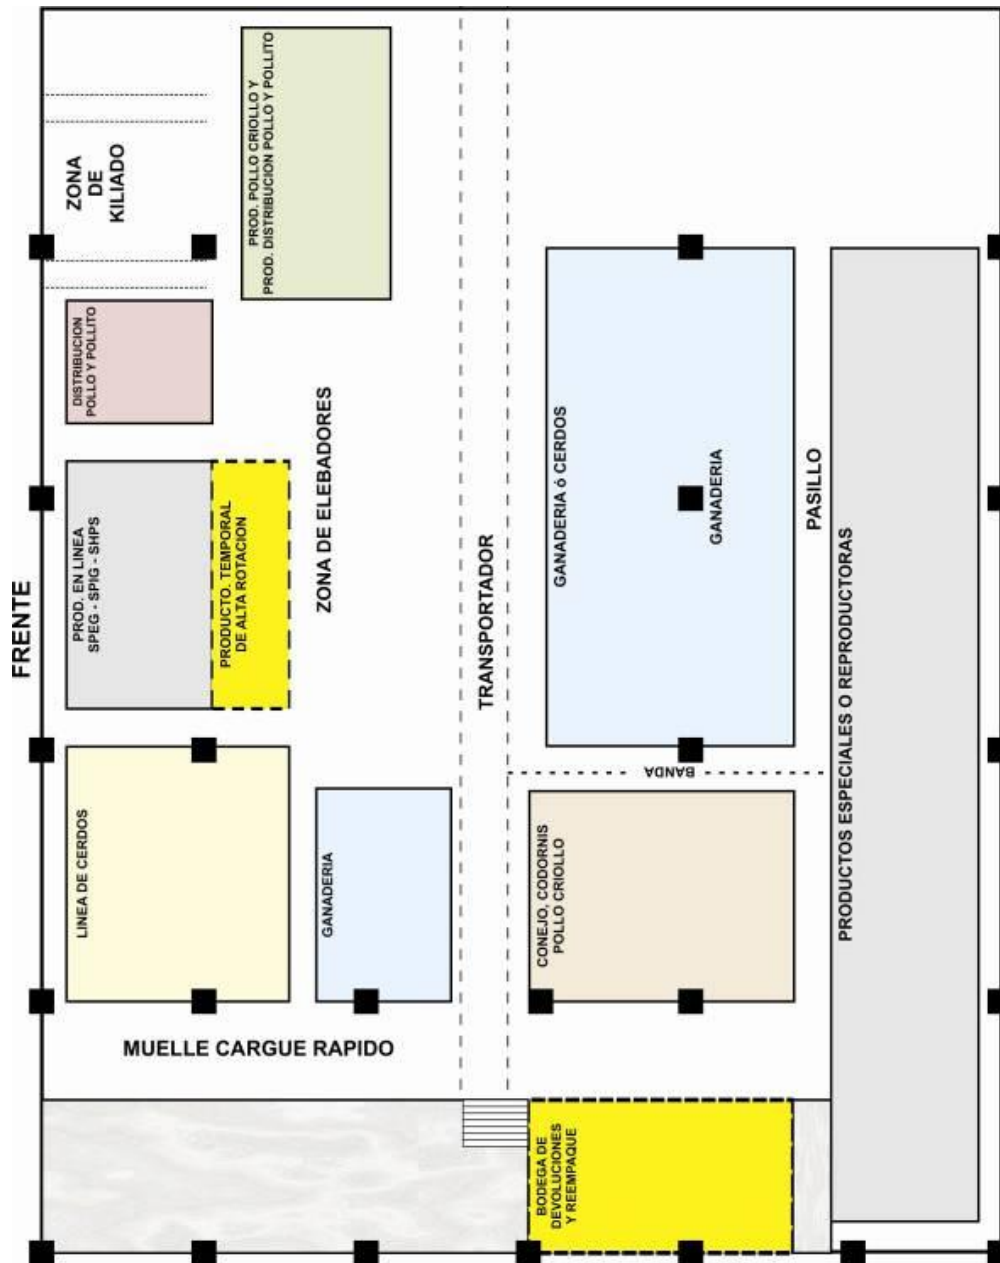 FRENTE
ZONA
DE
KILIADO
PROD. POLLO CRIOLLO Y
PROD. DISTRIBUCION POLLO Y POLLITO
DISTRIBUCION
POLLO Y POLLITO
PROD. EN LINEA
SPEG - SPIG - SHPS
PRODUCTO. TEMPORAL
DE ALTA ROTACION
ZONA DE ELEBADORES
LINEA DE CERDOS
GANADERIA
TRANSPORTADOR
GANADERIA ó CERDOS
GANADERIA
PASILLO
BANDA
CONEJO, CODORNIS
POLLO CRIOLLO
PRODUCTOS ESPECIALES O REPRODUCTORAS
MUELLE CARGUE RAPIDO
BODEGA DE
DEVOLUCIONES
Y REEMPAQUE